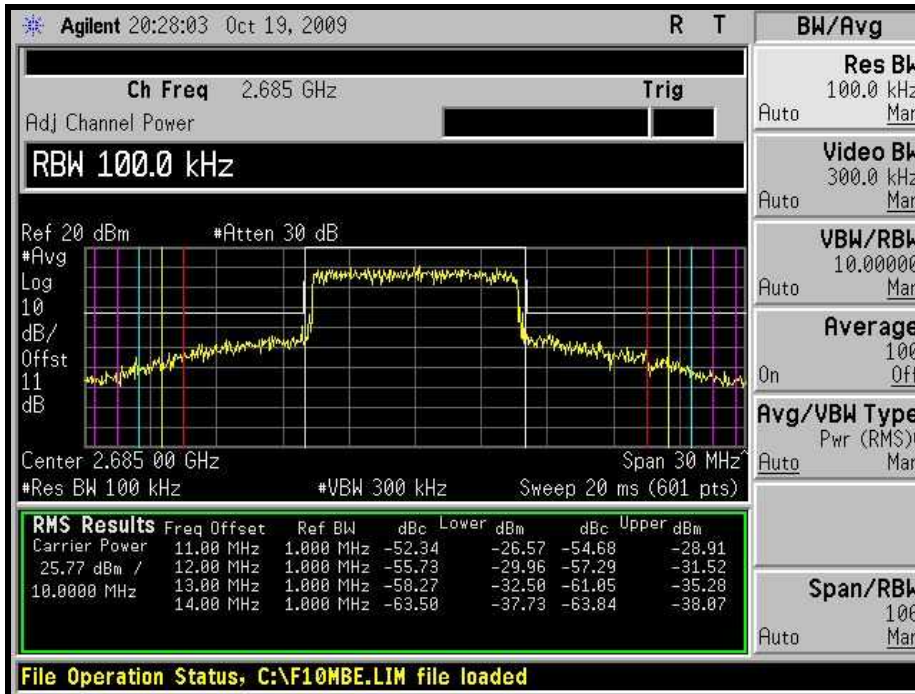 Agilent 20:28:03 Oct 19, 2009 R T
Ch Freq 2.685 GHz Trig
Adj Channel Power
RBW 100.0 kHz
Ref 20 dBm #Atten 30 dB
#Avg
Log
10
dB/
Offst
11
dB
Center 2.685 00 GHz Span 30 MHz^
#Res BW 100 kHz #VBW 300 kHz Sweep 20 ms (601 pts)
RMS Results Freq Offset Ref BW dBc Lower dBm dBc Upper dBm
Carrier Power 11.00 MHz 1.000 MHz -52.34 -26.57 -54.68 -28.91
25.77 dBm / 12.00 MHz 1.000 MHz -55.73 -29.96 -57.29 -31.52
10.0000 MHz 13.00 MHz 1.000 MHz -58.27 -32.50 -61.05 -35.28
14.00 MHz 1.000 MHz -63.50 -37.73 -63.84 -38.07
File Operation Status, C:\F10MBE.LIM file loaded
BW/Avg
Res BW
100.0 kHz
Auto Man
Video BW
300.0 kHz
Auto Man
VBW/RBW
10.00000
Auto Man
Average
100
On Off
Avg/VBW Type
Pwr (RMS)
Auto Man
Span/RBW
106
Auto Man